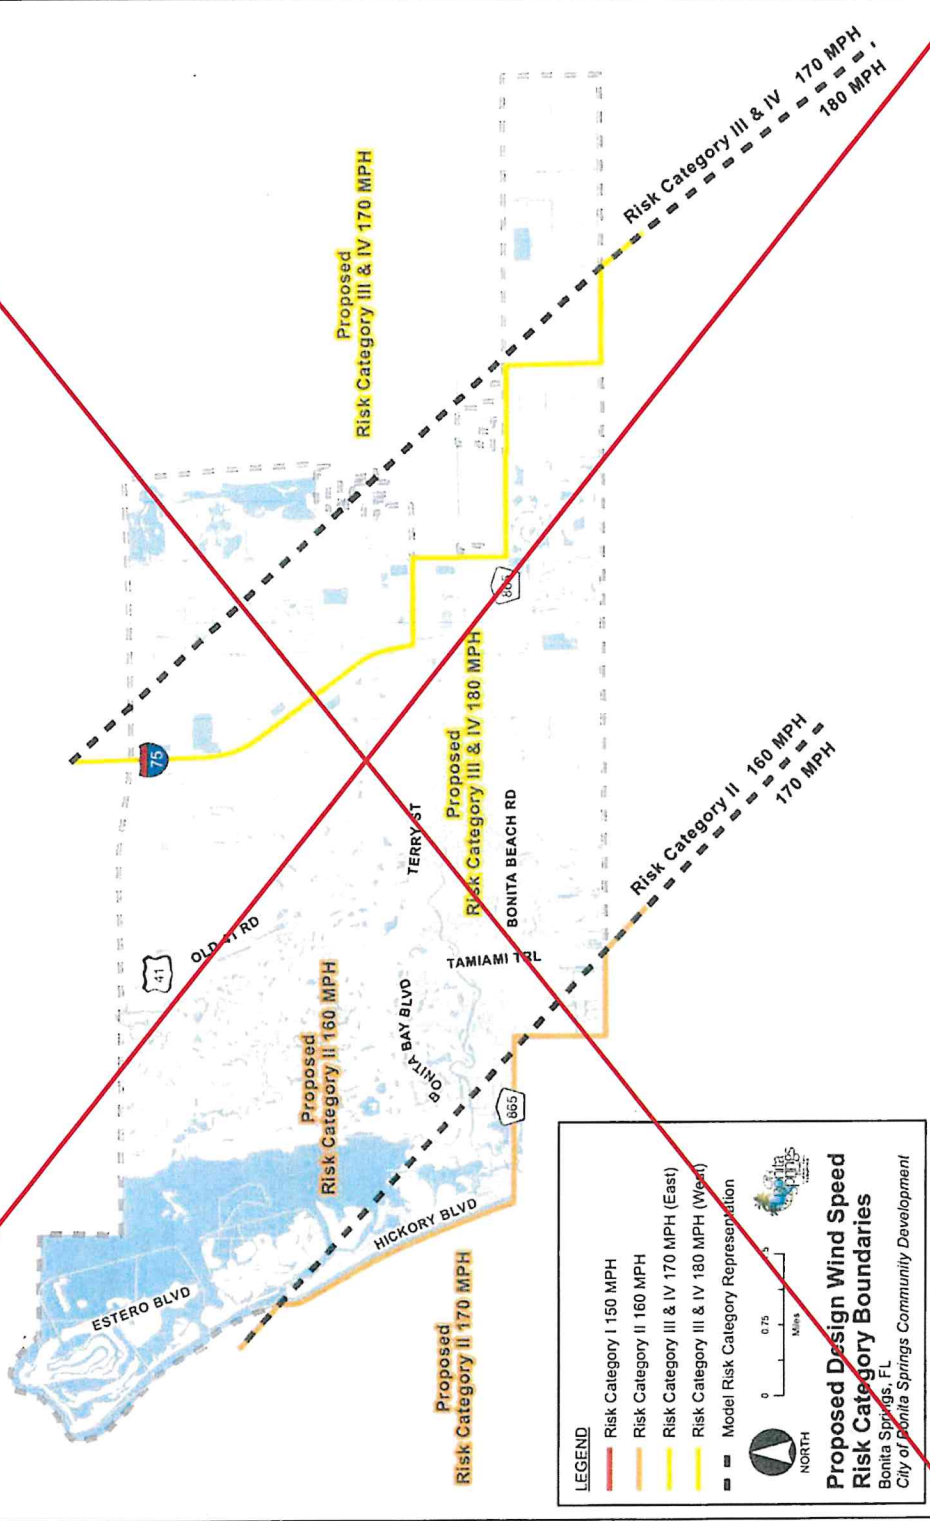 Proposed
Risk Category III & IV 170 MPH
Risk Category III & IV 170 MPH
180 MPH
75
Proposed
Risk Category III & IV 180 MPH
865
TERRY ST
BONITA BEACH RD
OLD 41 RD
41
TAMIAMI TRL
Risk Category II 160 MPH
170 MPH
Proposed
Risk Category II 160 MPH
BONITA BAY BLVD
865
HICKORY BLVD
ESTERO BLVD
Proposed
Risk Category II 170 MPH
LEGEND
Risk Category I 150 MPH
Risk Category II 160 MPH
Risk Category III & IV 170 MPH (East)
Risk Category III & IV 180 MPH (West)
Model Risk Category Representation
NORTH
0 0.75 1.5
Miles
Bonita
Springs
Proposed Design Wind Speed
Risk Category Boundaries
Bonita Springs, FL
City of Bonita Springs Community Development